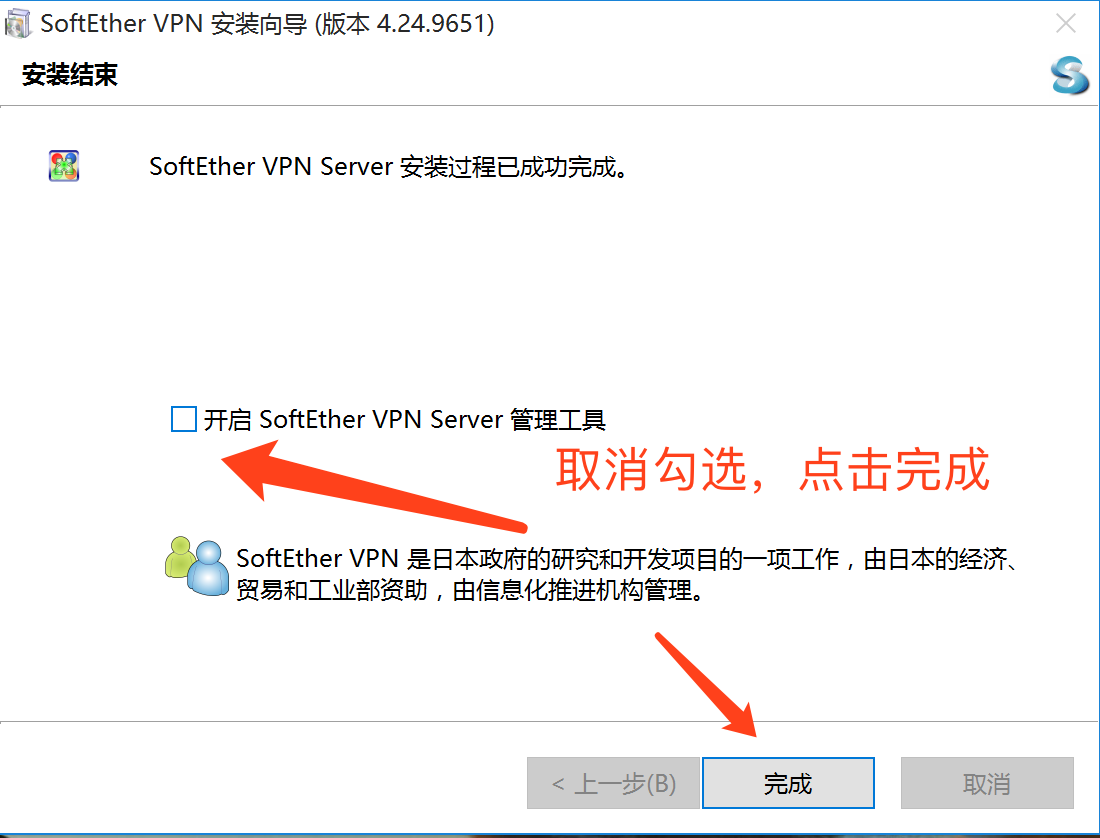 SoftEther VPN 安装向导 (版本 4.24.9651)
安装结束
SoftEther VPN Server 安装过程已成功完成。
开启 SoftEther VPN Server 管理工具
取消勾选，点击完成
SoftEther VPN 是日本政府的研究和开发项目的一项工作，由日本的经济、
贸易和工业部资助，由信息化推进机构管理。
< 上一步(B)
完成
取消